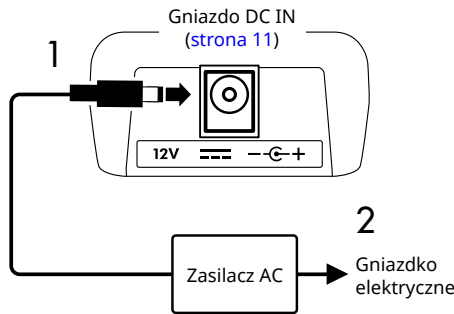 Gniazdo DC IN
(strona 11)
1
12V
2
Zasilacz AC
Gniazdko
elektryczne